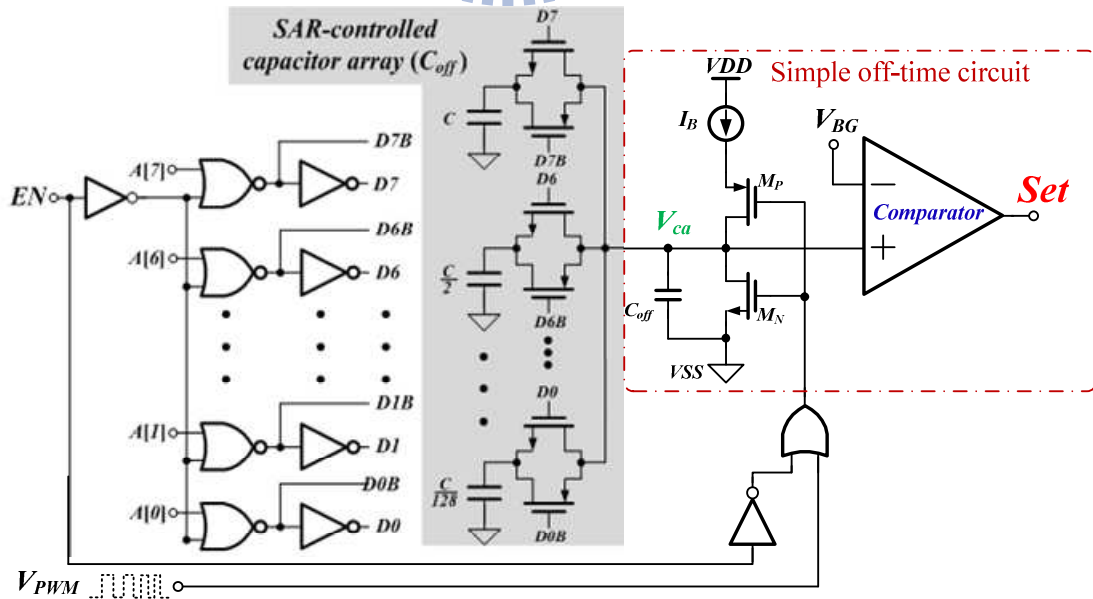 SAR-controlled
capacitor array (Coff)
D7
C
D7B
D6
C/2
D6B
D0
C/128
D0B
EN
A[7]
D7B
D7
A[6]
D6B
D6
A[1]
D1B
D1
A[0]
D0B
D0
VPWM
Simple off-time circuit
VDD
IB
MP
Vca
Coff
MN
VSS
VBG
Comparator
Set